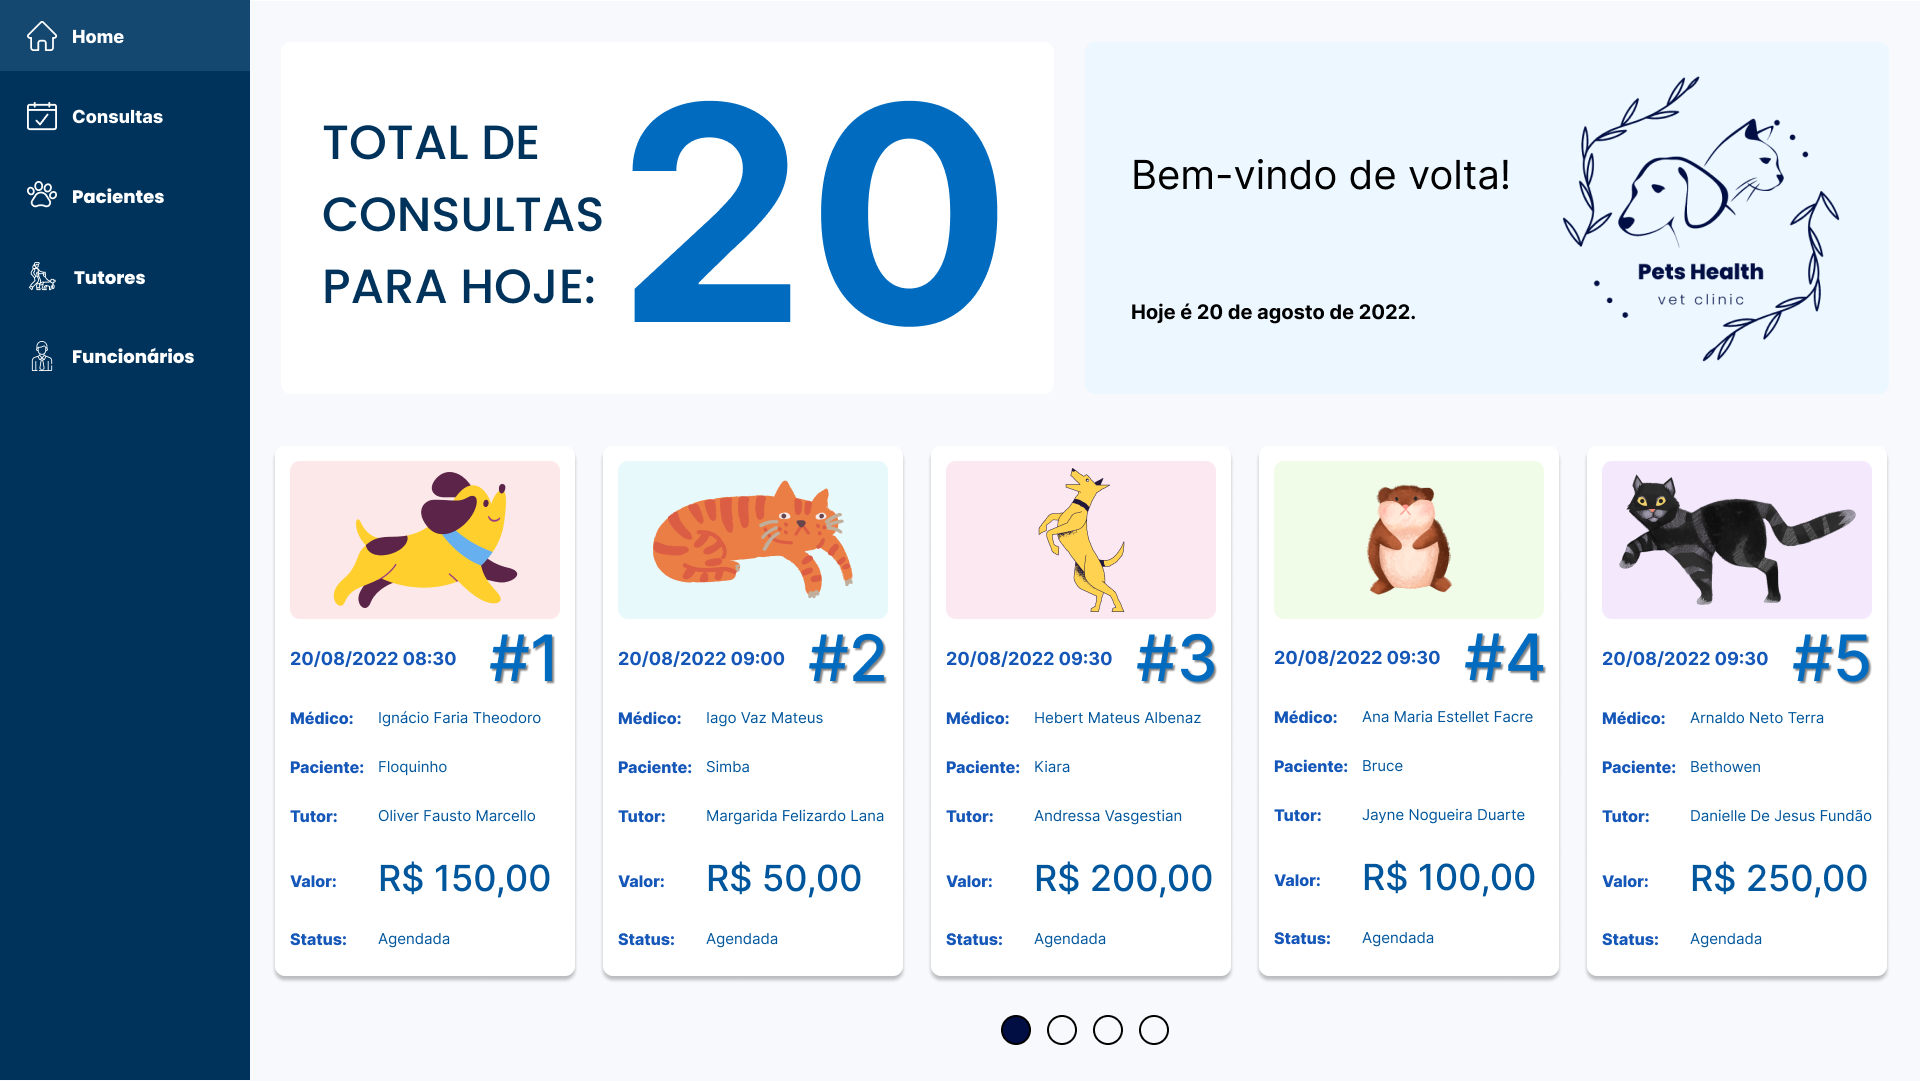 Home
Consultas
Pacientes
Tutores
Funcionários
TOTAL DE
CONSULTAS
PARA HOJE:
20
Bem-vindo de volta!
Hoje é 20 de agosto de 2022.
Pets Health
vet clinic
20/08/2022 08:30 #1
Médico: Ignácio Faria Theodoro
Paciente: Floquinho
Tutor: Oliver Fausto Marcello
Valor: R$ 150,00
Status: Agendada
20/08/2022 09:00 #2
Médico: Iago Vaz Mateus
Paciente: Simba
Tutor: Margarida Felizardo Lana
Valor: R$ 50,00
Status: Agendada
20/08/2022 09:30 #3
Médico: Hebert Mateus Albenaz
Paciente: Kiara
Tutor: Andressa Vasgestian
Valor: R$ 200,00
Status: Agendada
20/08/2022 09:30 #4
Médico: Ana Maria Estellet Facre
Paciente: Bruce
Tutor: Jayne Nogueira Duarte
Valor: R$ 100,00
Status: Agendada
20/08/2022 09:30 #5
Médico: Arnaldo Neto Terra
Paciente: Bethowen
Tutor: Danielle De Jesus Fundão
Valor: R$ 250,00
Status: Agendada